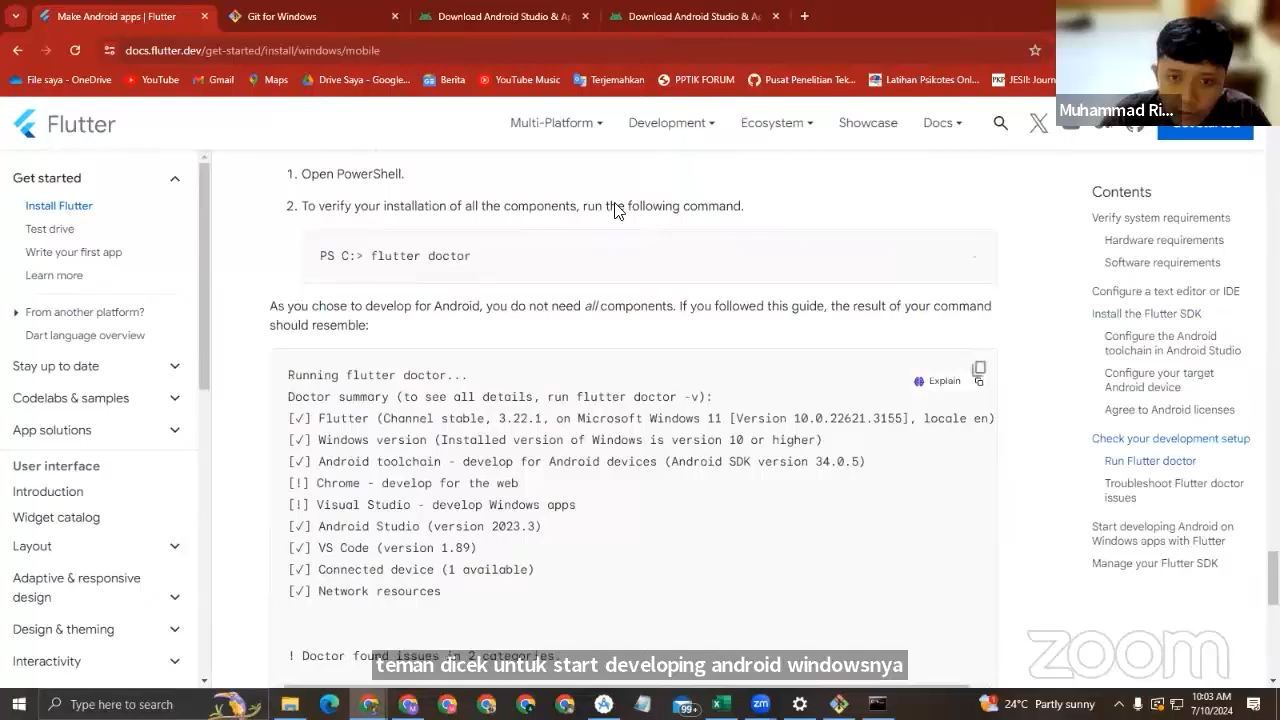 Make Android apps | Flutter
Git for Windows
Download Android Studio & Ap
Download Android Studio & Ap
docs.flutter.dev/get-started/install/windows/mobile
File saya - OneDrive
YouTube
Gmail
Maps
Drive Saya - Google...
Berita
YouTube Music
Terjemahkan
PPTIK FORUM
Pusat Penelitian Tek...
Latihan Psikotes Onl...
JESII: Journ
Muhammad Ri...
Flutter
Multi-Platform
Development
Ecosystem
Showcase
Docs
Get started
Install Flutter
Test drive
Write your first app
Learn more
From another platform?
Dart language overview
Stay up to date
Codelabs & samples
App solutions
User interface
Introduction
Widget catalog
Layout
Adaptive & responsive
design
Design & theming
Interactivity
1. Open PowerShell.
2. To verify your installation of all the components, run the following command.
PS C:> flutter doctor
As you chose to develop for Android, you do not need all components. If you followed this guide, the result of your command
should resemble:
Explain
Running flutter doctor...
Doctor summary (to see all details, run flutter doctor -v):
[✓] Flutter (Channel stable, 3.22.1, on Microsoft Windows 11 [Version 10.0.22621.3155], locale en)
[✓] Windows version (Installed version of Windows is version 10 or higher)
[✓] Android toolchain - develop for Android devices (Android SDK version 34.0.5)
[!] Chrome - develop for the web
[!] Visual Studio - develop Windows apps
[✓] Android Studio (version 2023.3)
[✓] VS Code (version 1.89)
[✓] Connected device (1 available)
[✓] Network resources
! Doctor found issues in 2 categories.
teman dicek untuk start developing android windowsnya
Contents
Verify system requirements
Hardware requirements
Software requirements
Configure a text editor or IDE
Install the Flutter SDK
Configure the Android
toolchain in Android Studio
Configure your target
Android device
Agree to Android licenses
Check your development setup
Run Flutter doctor
Troubleshoot Flutter doctor
issues
Start developing Android on
Windows apps with Flutter
Manage your Flutter SDK
zoom
Type here to search
99+
zm
24°C Partly sunny
10:03 AM
7/10/2024